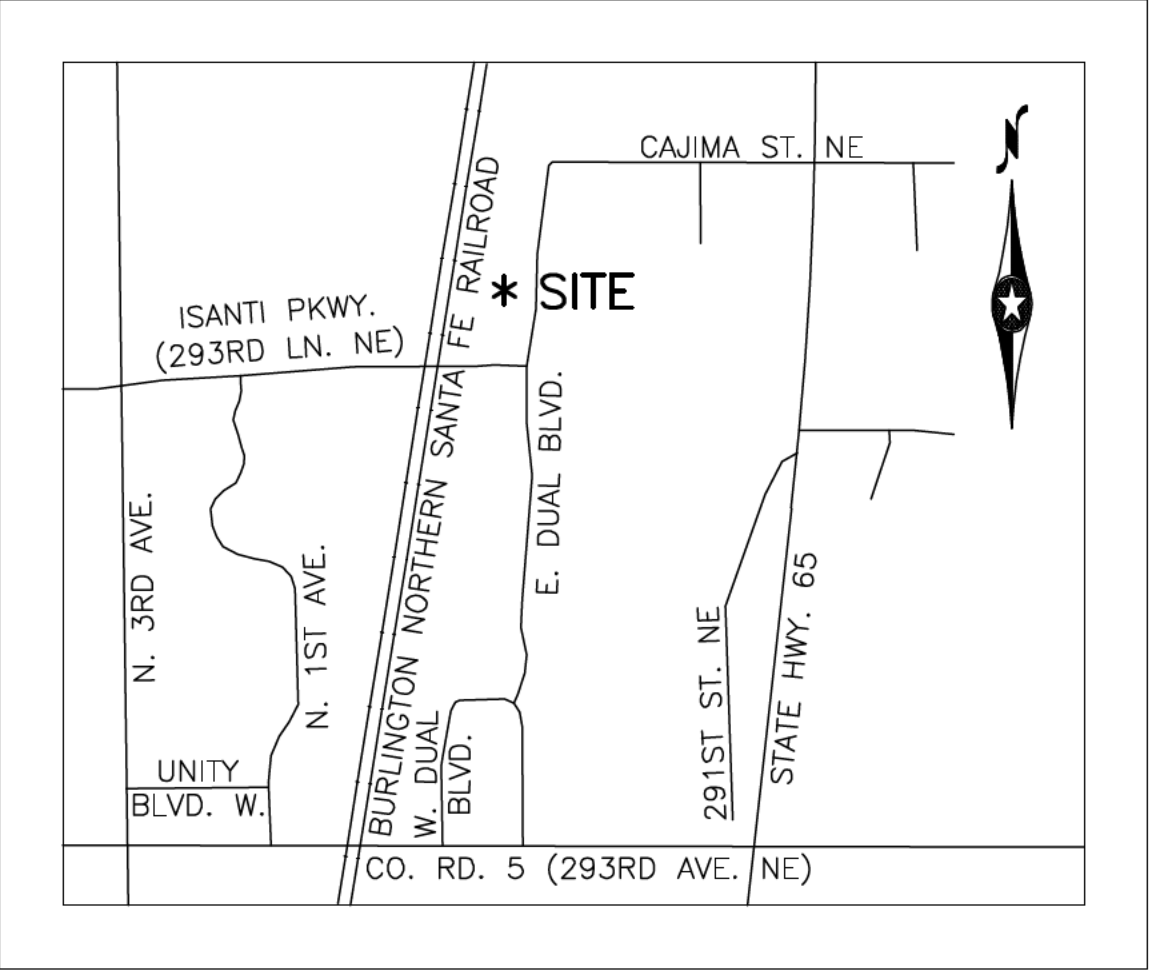 N
CAJIMA ST. NE
BURLINGTON NORTHERN SANTA FE RAILROAD
* SITE
ISANTI PKWY.
(293RD LN. NE)
E. DUAL BLVD.
N. 3RD AVE.
N. 1ST AVE.
STATE HWY. 65
291ST ST. NE
W. DUAL
BLVD.
UNITY
BLVD. W.
CO. RD. 5 (293RD AVE. NE)